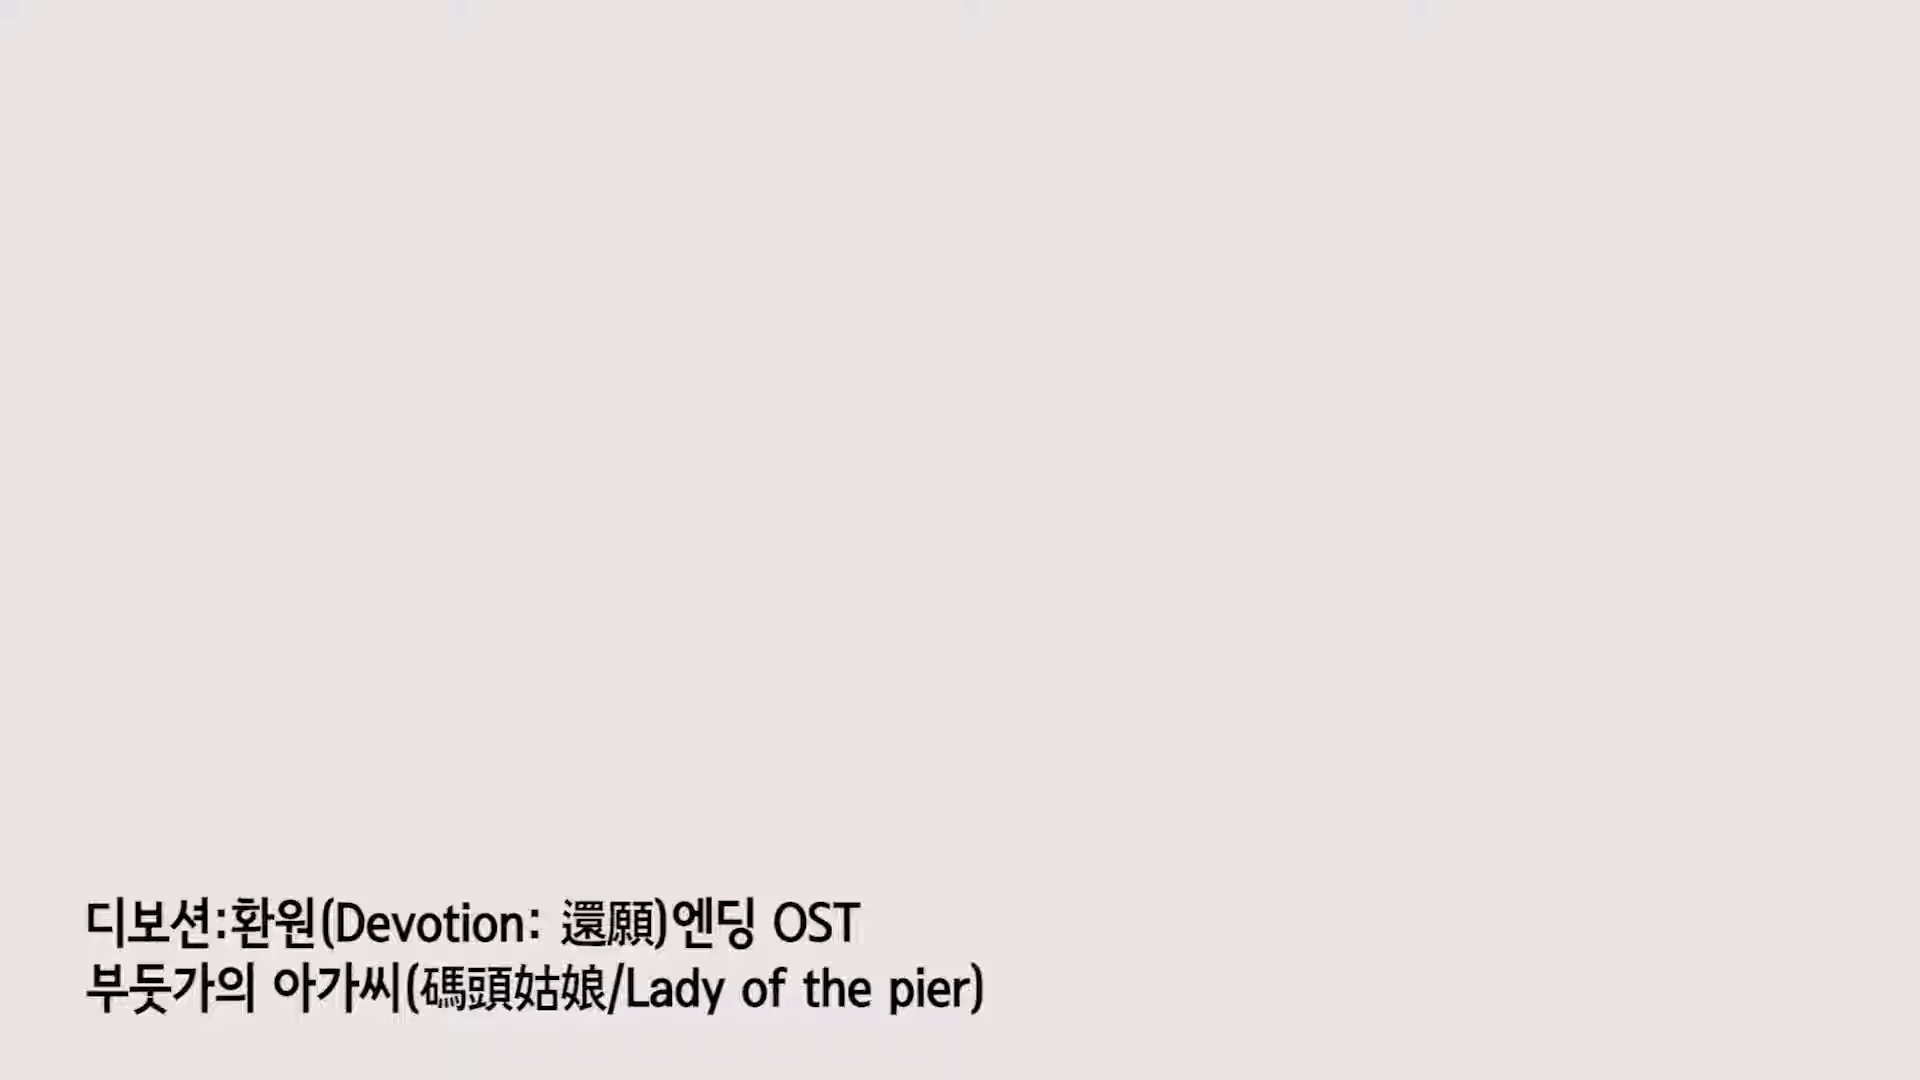 디보션:환원(Devotion: 還願)엔딩 OST
부둣가의 아가씨(碼頭姑娘/Lady of the pier)